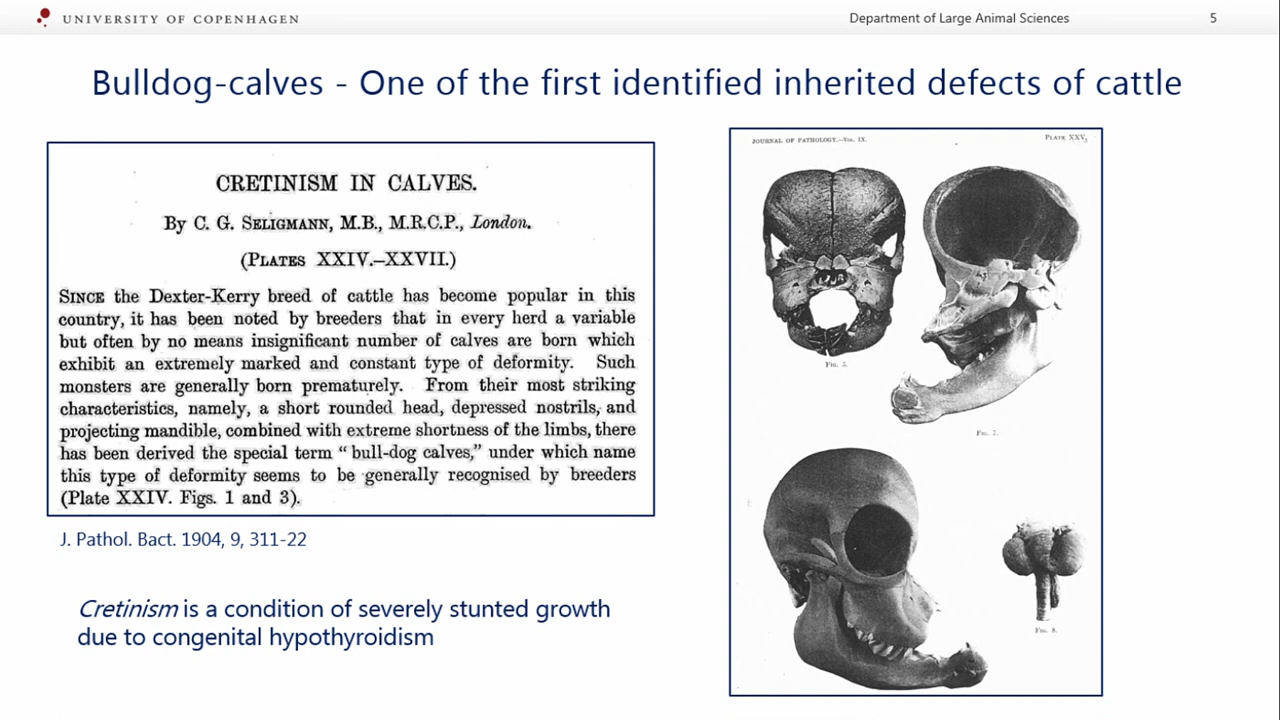 UNIVERSITY OF COPENHAGEN
Department of Large Animal Sciences
5
Bulldog-calves - One of the first identified inherited defects of cattle
CRETINISM IN CALVES.
By C. G. SELIGMANN, M.B., M.R.C.P., London.
(PLATES XXIV.–XXVII.)
SINCE the Dexter-Kerry breed of cattle has become popular in this
country, it has been noted by breeders that in every herd a variable
but often by no means insignificant number of calves are born which
exhibit an extremely marked and constant type of deformity. Such
monsters are generally born prematurely. From their most striking
characteristics, namely, a short rounded head, depressed nostrils, and
projecting mandible, combined with extreme shortness of the limbs, there
has been derived the special term “ bull-dog calves,” under which name
this type of deformity seems to be generally recognised by breeders
(Plate XXIV. Figs. 1 and 3).
J. Pathol. Bact. 1904, 9, 311-22
Cretinism is a condition of severely stunted growth
due to congenital hypothyroidism
JOURNAL OF PATHOLOGY.—VOL. IX.
PLATE XXV.
FIG. 5.
FIG. 7.
FIG. 8.